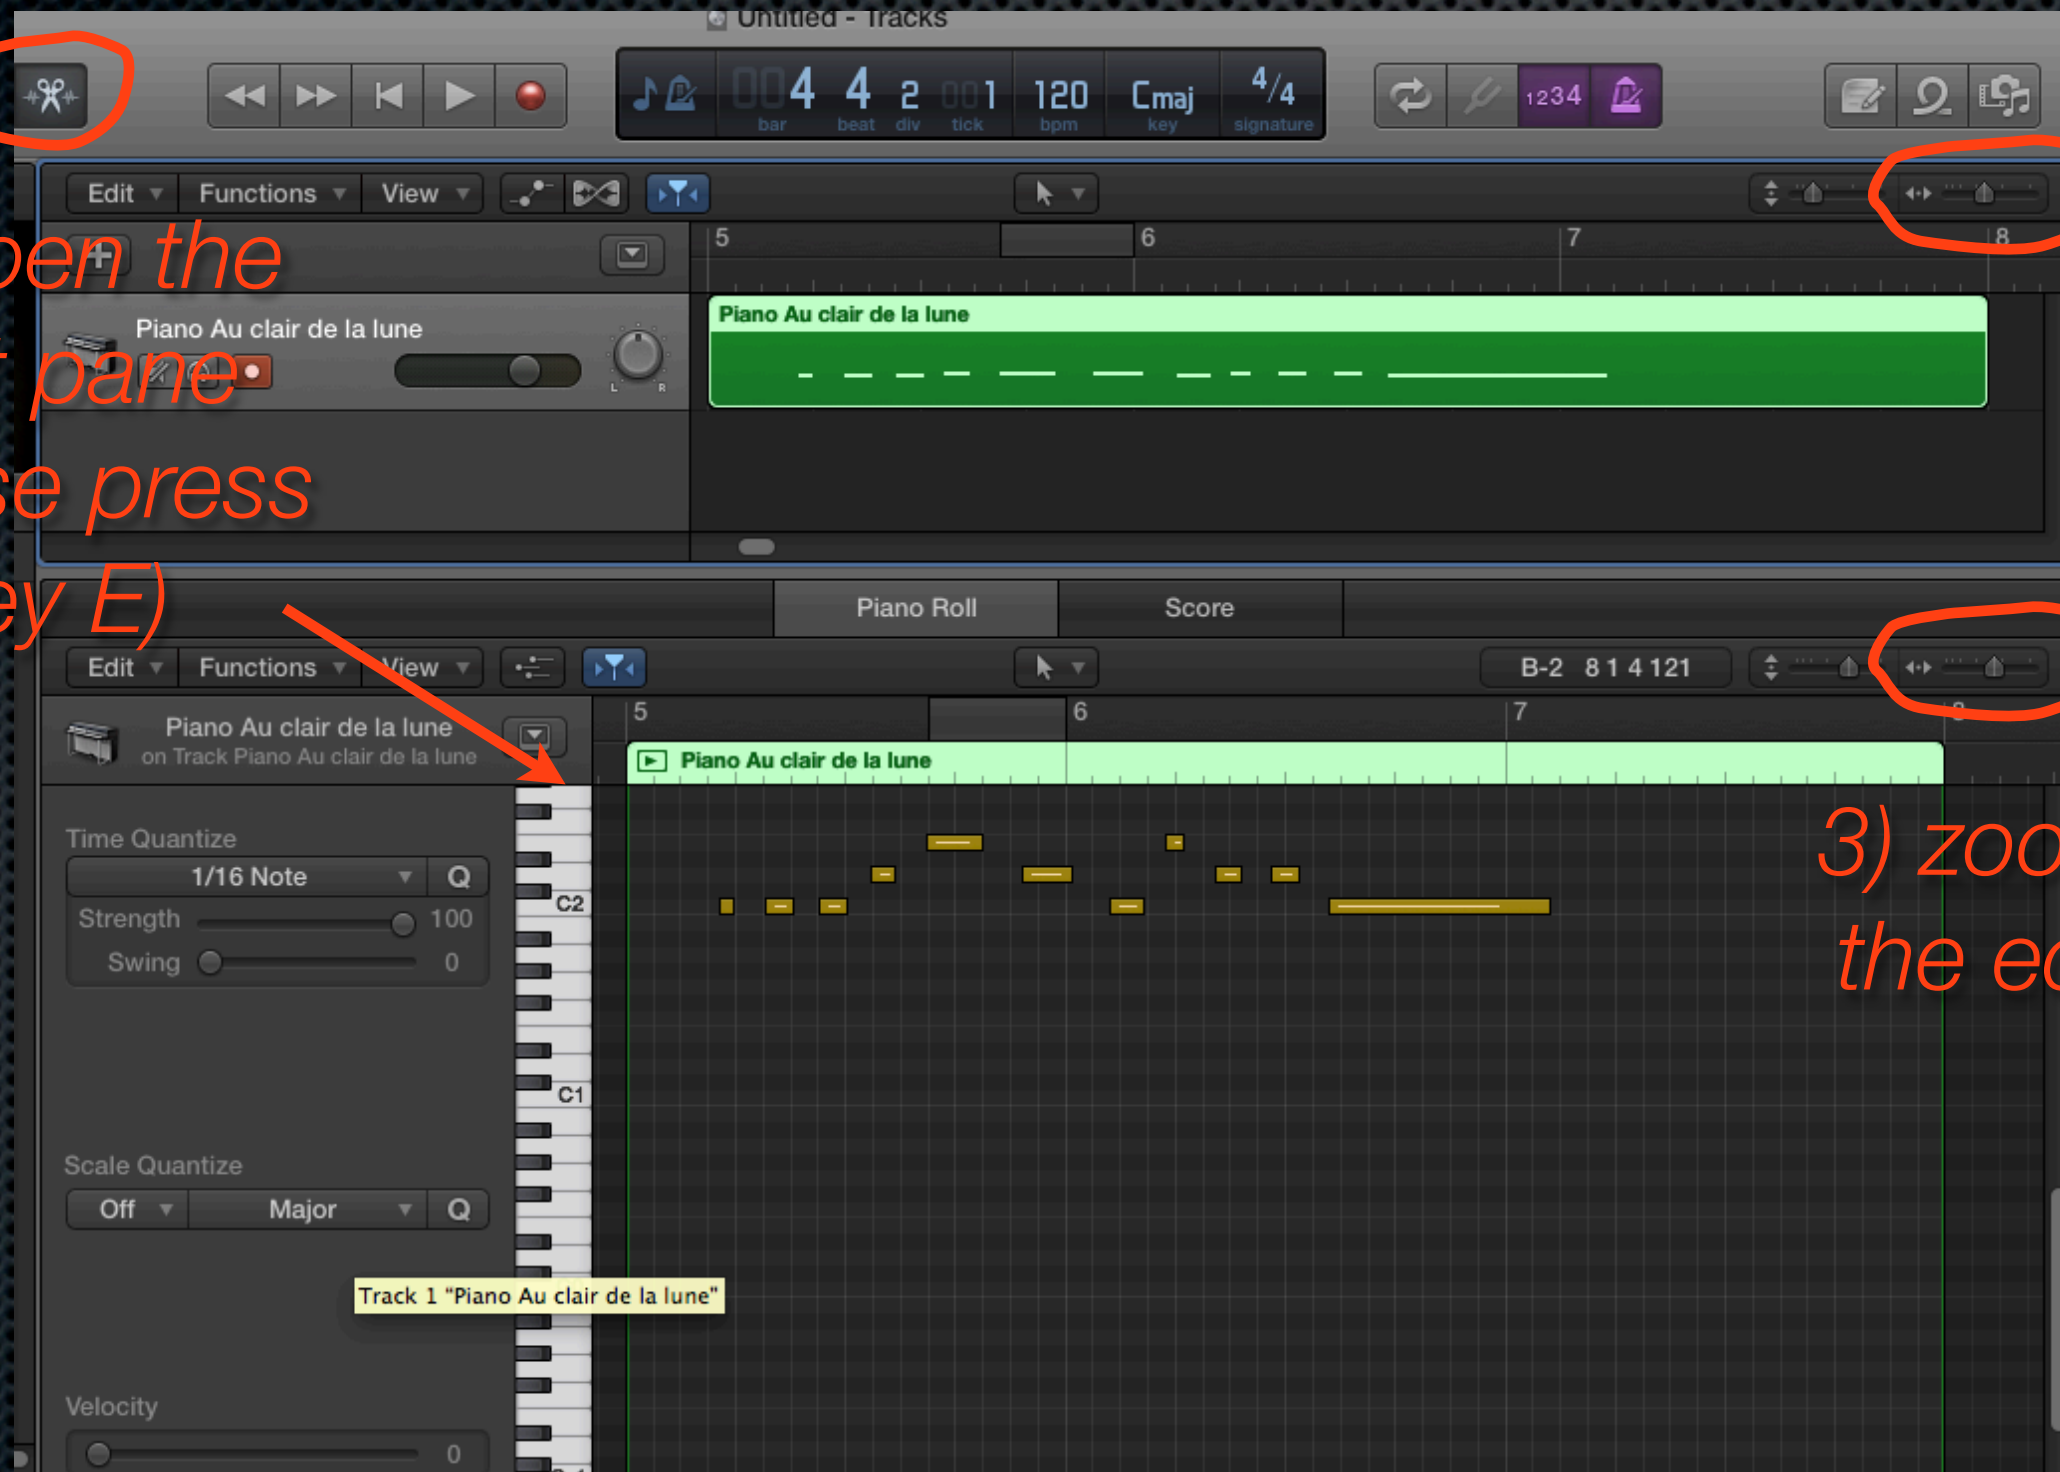 Untitled - Tracks
004 4 2 001 120 Cmaj 4/4
bar beat div tick bpm key signature
1234
Edit Functions View
5 6 7 8
pen the
Piano Au clair de la lune
Piano Au clair de la lune
L R
pane
se press
ey E)
Piano Roll Score
Edit Functions View
B-2 8 1 4 121
Piano Au clair de la lune
on Track Piano Au clair de la lune
5 6 7 8
Piano Au clair de la lune
Time Quantize
1/16 Note Q
Strength 100
Swing 0
C2
3) zoo
the ed
C1
Scale Quantize
Off Major Q
Track 1 "Piano Au clair de la lune"
Velocity
0